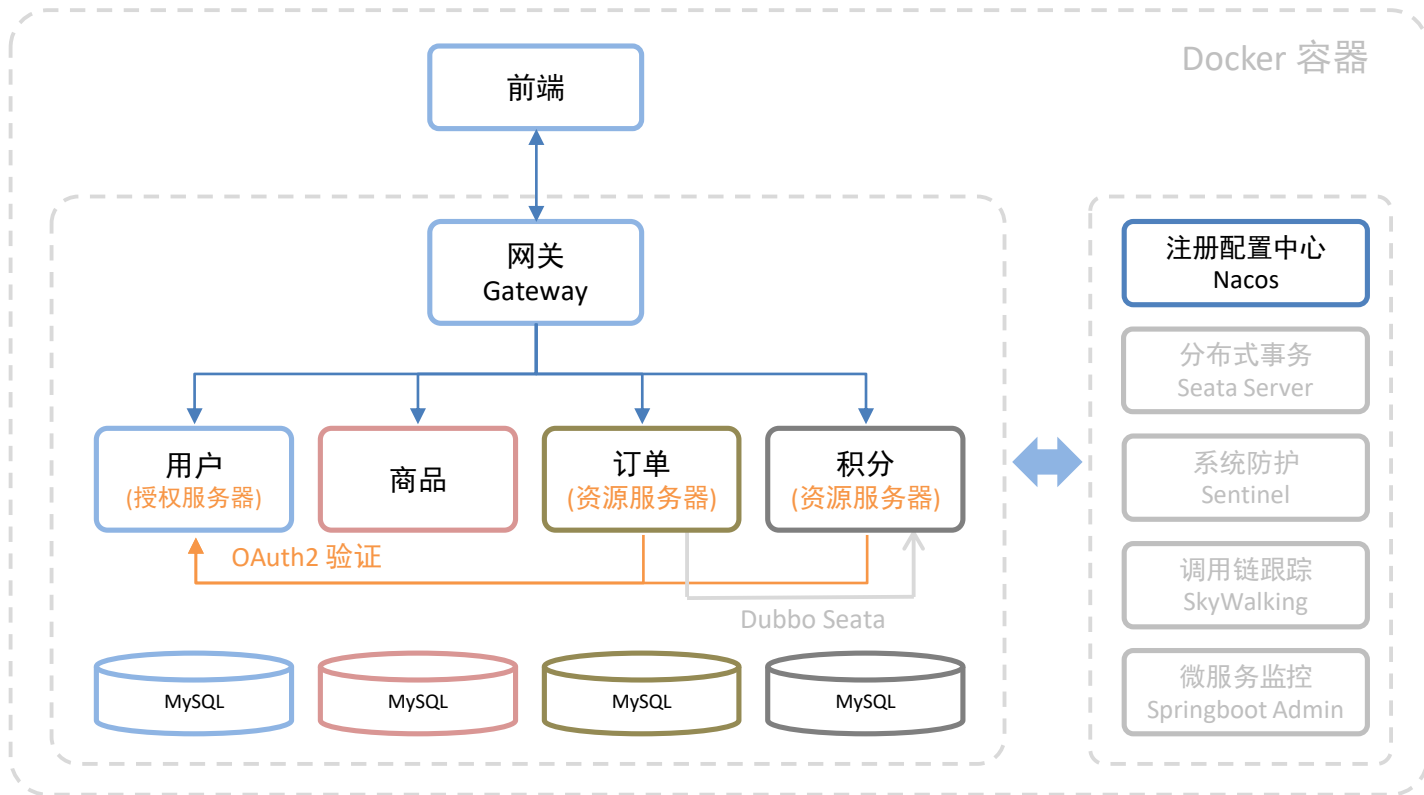 Docker 容器
前端
网关
Gateway
用户
(授权服务器)
商品
订单
(资源服务器)
积分
(资源服务器)
OAuth2 验证
Dubbo Seata
MySQL
MySQL
MySQL
MySQL
注册配置中心
Nacos
分布式事务
Seata Server
系统防护
Sentinel
调用链跟踪
SkyWalking
微服务监控
Springboot Admin